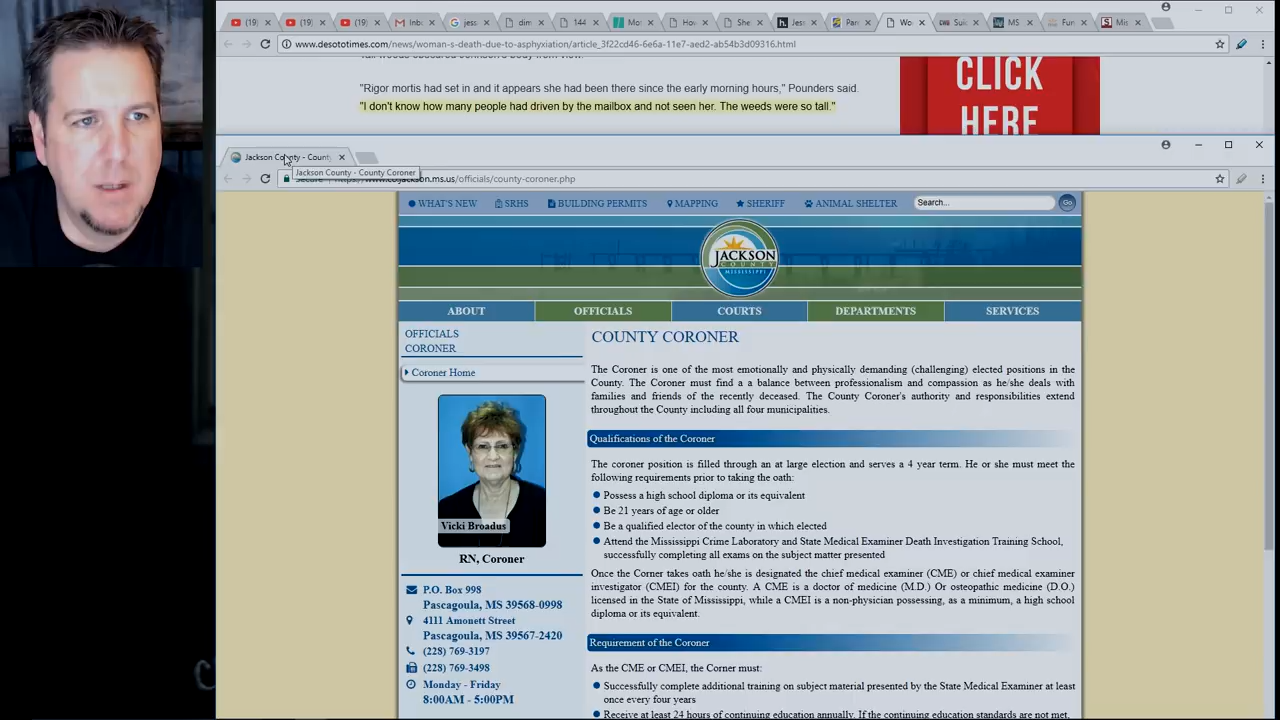 (19)
(19)
(19)
Inb
jess
dim
144
Mos
Hov
She
Jess
Pare
Wo
Suic
MS
Fun
Mis
www.desototimes.com/news/woman-s-death-due-to-asphyxiation/article_3f22cd46-6e6a-11e7-aed2-ab54b3d09316.html
"Rigor mortis had set in and it appears she had been there since the early morning hours," Pounders said.
"I don't know how many people had driven by the mailbox and not seen her. The weeds were so tall."
CLICK
HERE
Jackson County - County
Jackson County - County Coroner
co.jackson.ms.us/officials/county-coroner.php
WHAT'S NEW
SRHS
BUILDING PERMITS
MAPPING
SHERIFF
ANIMAL SHELTER
Search...
Go
JACKSON
COUNTY
MISSISSIPPI
ABOUT
OFFICIALS
COURTS
DEPARTMENTS
SERVICES
OFFICIALS
CORONER
Coroner Home
Vicki Broadus
RN, Coroner
P.O. Box 998
Pascagoula, MS 39568-0998
4111 Amonett Street
Pascagoula, MS 39567-2420
(228) 769-3197
(228) 769-3498
Monday - Friday
8:00AM - 5:00PM
COUNTY CORONER
The Coroner is one of the most emotionally and physically demanding (challenging) elected positions in the
County. The Coroner must find a a balance between professionalism and compassion as he/she deals with
families and friends of the recently deceased. The County Coroner's authority and responsibilities extend
throughout the County including all four municipalities.
Qualifications of the Coroner
The coroner position is filled through an at large election and serves a 4 year term. He or she must meet the
following requirements prior to taking the oath:
Possess a high school diploma or its equivalent
Be 21 years of age or older
Be a qualified elector of the county in which elected
Attend the Mississippi Crime Laboratory and State Medical Examiner Death Investigation Training School,
successfully completing all exams on the subject matter presented
Once the Corner takes oath he/she is designated the chief medical examiner (CME) or chief medical examiner
investigator (CMEI) for the county. A CME is a doctor of medicine (M.D.) Or osteopathic medicine (D.O.)
licensed in the State of Mississippi, while a CMEI is a non-physician possessing, as a minimum, a high school
diploma or its equivalent.
Requirement of the Coroner
As the CME or CMEI, the Corner must:
Successfully complete additional training on subject material presented by the State Medical Examiner at least
once every four years
Receive at least 24 hours of continuing education annually. If the continuing education standards are not met,